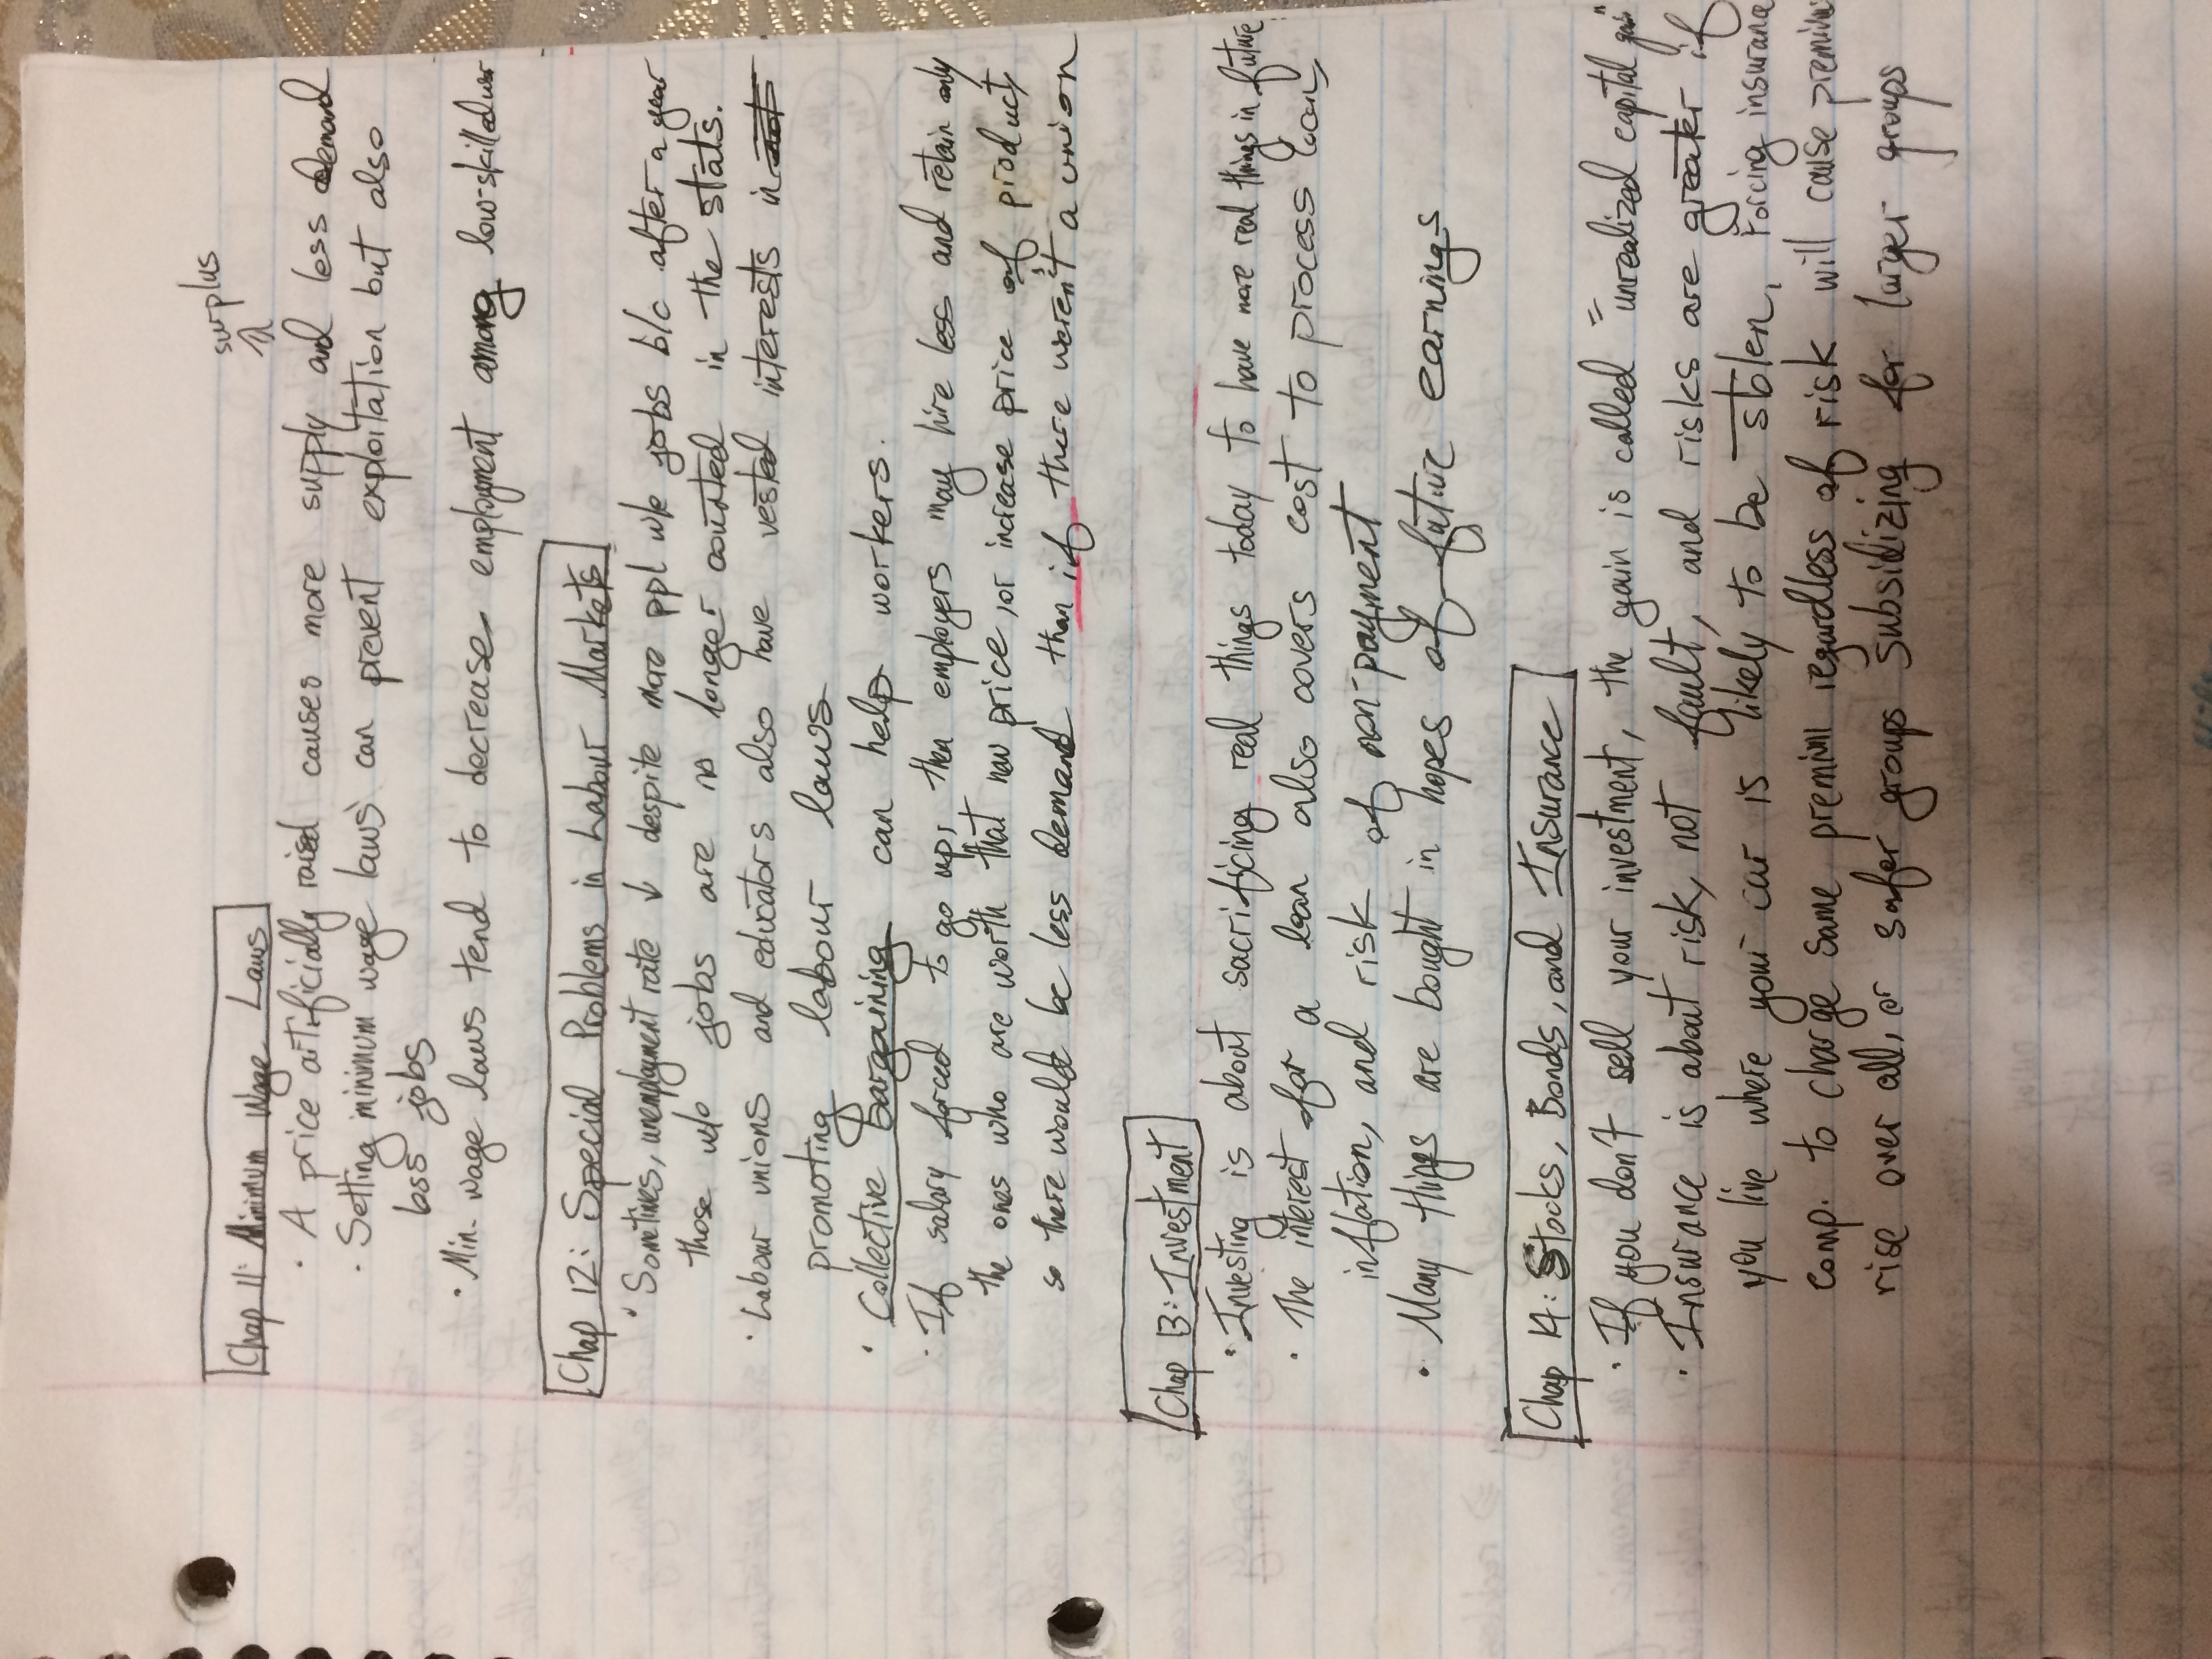 surplus
Chap 11: Minimum Wage Laws
· A price artificially raised causes more supply and less demand
· Setting minimum wage laws can prevent exploitation but also
loss jobs
· Min. wage laws tend to decrease employment among low-skilled
Chap 12: Special Problems in Labour Markets
· Sometimes, unemployment rate ↓ despite more ppl w/o jobs b/c after a year
those w/o jobs are no longer counted in the stats.
· Labour unions and educators also have vested interests in
promoting labour laws
· Collective Bargaining can help workers.
· If salary forced to go up, then employers may hire less and retain only
the ones who are worth that new price, or increase price of product,
so there would be less demand than if there weren't a union
Chap 13: Investment
· Investing is about sacrificing real things today to have more real things in future
· The interest for a loan also covers cost to process loan,
inflation, and risk of non-payment
· Many things are bought in hopes of future earnings
Chap 14: Stocks, Bonds, and Insurance
· If you don't sell your investment, the gain is called "unrealized capital gain"
· Insurance is about risk, not fault, and risks are greater if
you live where your car is likely to be stolen. Forcing insurance
comp. to charge same premium regardless of risk will cause premiums
rise over all, or safer groups subsidizing for larger groups